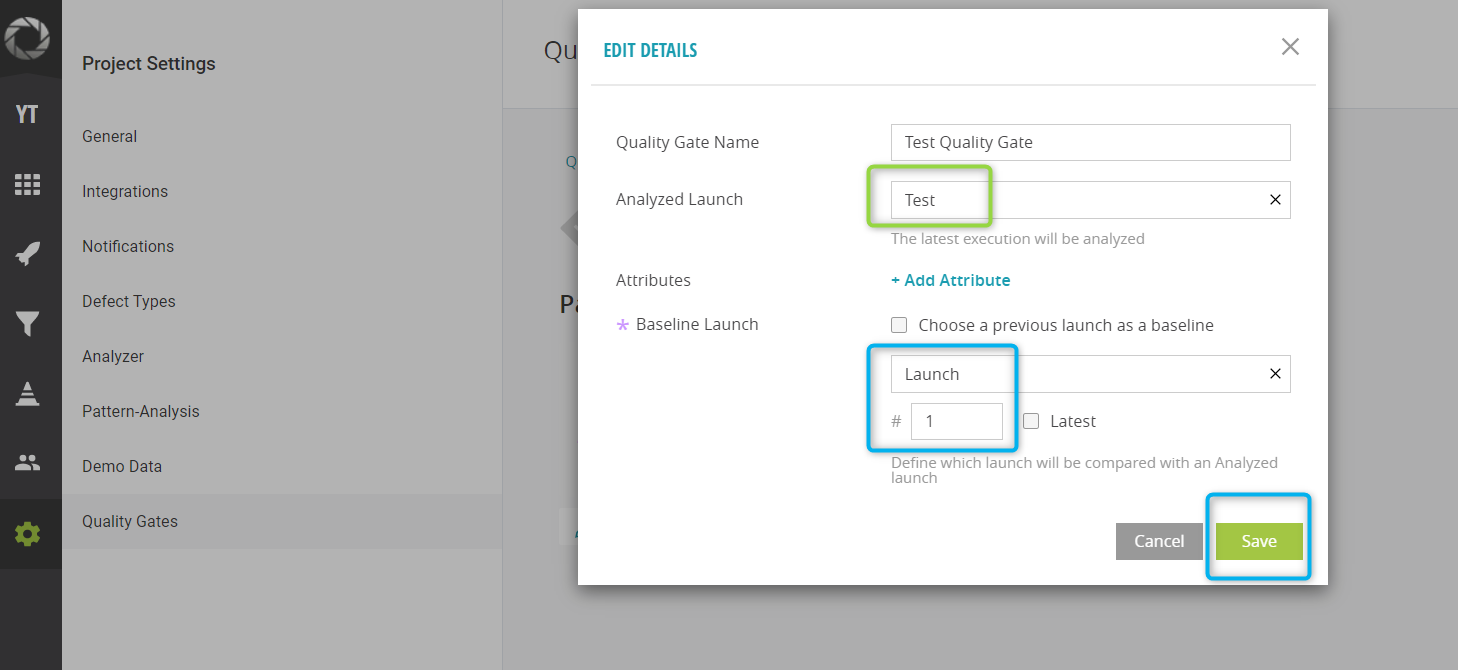 YT
Project Settings
General
Integrations
Notifications
Defect Types
Analyzer
Pattern-Analysis
Demo Data
Quality Gates
Qu
Q
EDIT DETAILS
Quality Gate Name
Test Quality Gate
Analyzed Launch
Test
The latest execution will be analyzed
Attributes
+ Add Attribute
* Baseline Launch
Choose a previous launch as a baseline
Launch
# 1
Latest
Define which launch will be compared with an Analyzed
launch
Cancel
Save